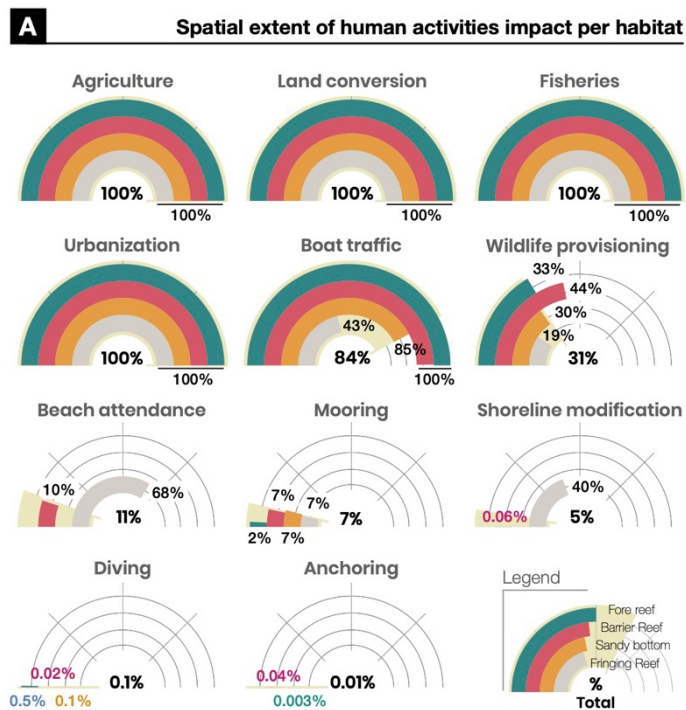 A
Spatial extent of human activities impact per habitat
Agriculture
100%
100%
Land conversion
100%
100%
Fisheries
100%
100%
Urbanization
100%
100%
Boat traffic
43%
85%
84%
100%
Wildlife provisioning
33%
44%
30%
19%
31%
Beach attendance
10%
68%
11%
Mooring
7%
7%
7%
2%
7%
Shoreline modification
40%
0.06%
5%
Diving
0.02%
0.1%
0.5%
0.1%
Anchoring
0.04%
0.01%
0.003%
Legend
Fore reef
Barrier Reef
Sandy bottom
Fringing Reef
%
Total